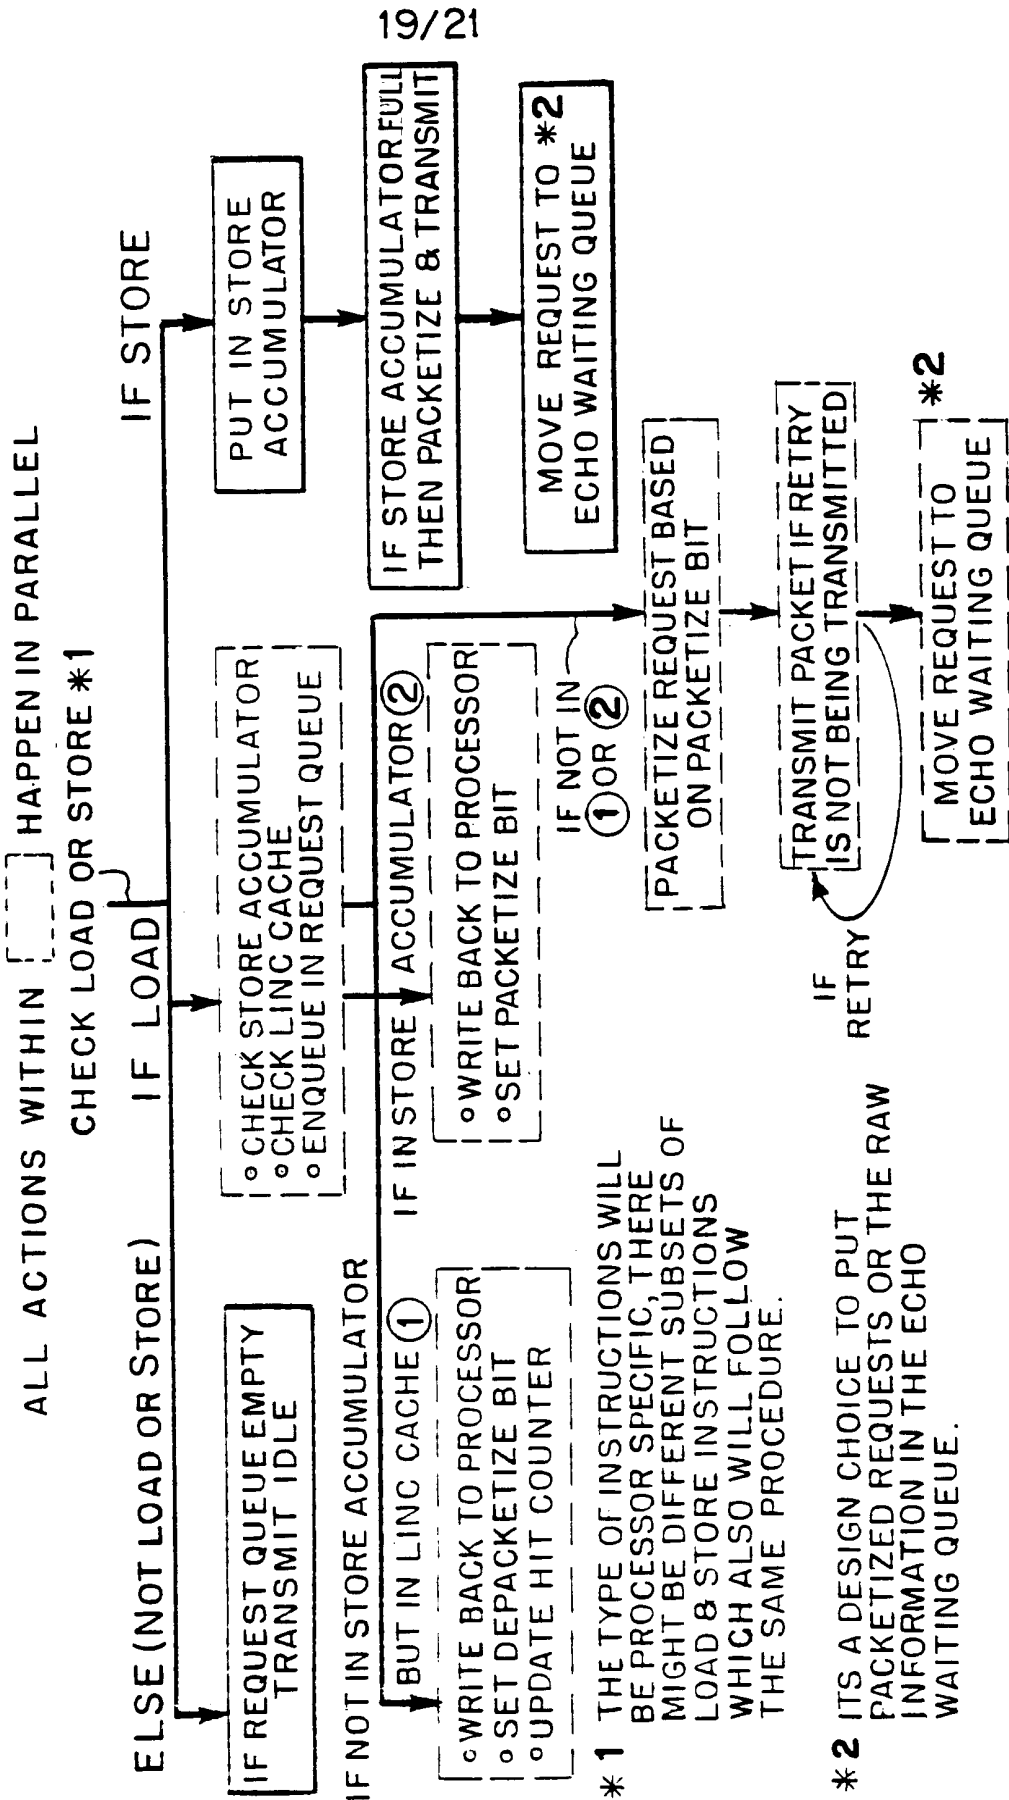 19/21
ALL ACTIONS WITHIN HAPPEN IN PARALLEL
CHECK LOAD OR STORE *1
ELSE (NOT LOAD OR STORE)
IF LOAD
IF STORE
IF REQUEST QUEUE EMPTY
TRANSMIT IDLE
° CHECK STORE ACCUMULATOR
° CHECK LINC CACHE
° ENQUEUE IN REQUEST QUEUE
PUT IN STORE
ACCUMULATOR
IF STORE ACCUMULATOR FULL
THEN PACKETIZE & TRANSMIT
MOVE REQUEST TO *2
ECHO WAITING QUEUE
IF NOT IN STORE ACCUMULATOR
BUT IN LINC CACHE ①
IF IN STORE ACCUMULATOR ②
° WRITE BACK TO PROCESSOR
° SET DEPACKETIZE BIT
° UPDATE HIT COUNTER
° WRITE BACK TO PROCESSOR
° SET PACKETIZE BIT
IF NOT IN
① OR ②
PACKETIZE REQUEST BASED
ON PACKETIZE BIT
TRANSMIT PACKET IF RETRY
IS NOT BEING TRANSMITTED
IF
RETRY
MOVE REQUEST TO
ECHO WAITING QUEUE
*2
*1 THE TYPE OF INSTRUCTIONS WILL
BE PROCESSOR SPECIFIC, THERE
MIGHT BE DIFFERENT SUBSETS OF
LOAD & STORE INSTRUCTIONS
WHICH ALSO WILL FOLLOW
THE SAME PROCEDURE.
*2 ITS A DESIGN CHOICE TO PUT
PACKETIZED REQUESTS OR THE RAW
INFORMATION IN THE ECHO
WAITING QUEUE.